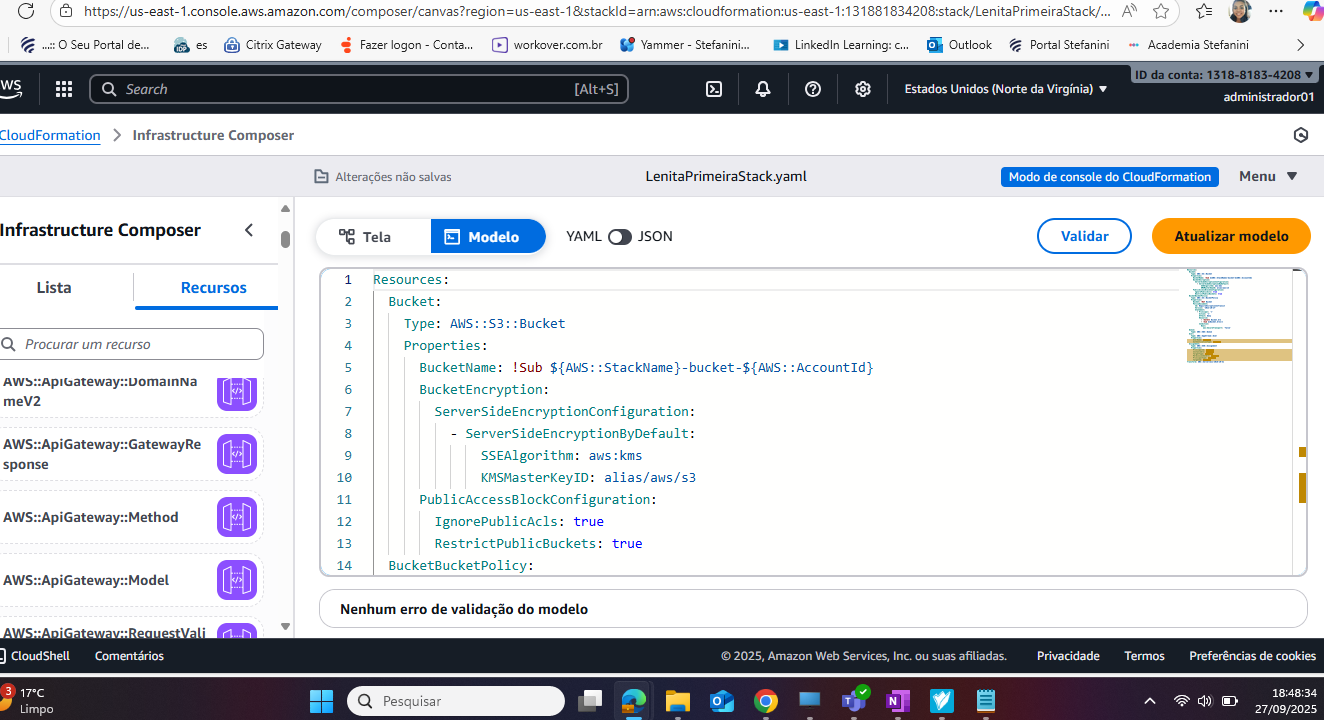 https://us-east-1.console.aws.amazon.com/composer/canvas?region=us-east-1&stackId=arn:aws:cloudformation:us-east-1:131881834208:stack/LenitaPrimeiraStack/...
...:: O Seu Portal de...
es
Citrix Gateway
Fazer logon - Conta...
workover.com.br
Yammer - Stefanini...
LinkedIn Learning: c...
Outlook
Portal Stefanini
Academia Stefanini
Search
[Alt+S]
Estados Unidos (Norte da Virgínia)
ID da conta: 1318-8183-4208
administrador01
CloudFormation
Infrastructure Composer
Alterações não salvas
LenitaPrimeiraStack.yaml
Modo de console do CloudFormation
Menu
Infrastructure Composer
Lista
Recursos
Procurar um recurso
AWS::ApiGateway::DomainNa
meV2
AWS::ApiGateway::GatewayRe
sponse
AWS::ApiGateway::Method
AWS::ApiGateway::Model
AWS::ApiGateway::RequestVali
Tela
Modelo
YAML
JSON
Validar
Atualizar modelo
1 Resources:
2 Bucket:
3 Type: AWS::S3::Bucket
4 Properties:
5 BucketName: !Sub ${AWS::StackName}-bucket-${AWS::AccountId}
6 BucketEncryption:
7 ServerSideEncryptionConfiguration:
8 - ServerSideEncryptionByDefault:
9 SSEAlgorithm: aws:kms
10 KMSMasterKeyID: alias/aws/s3
11 PublicAccessBlockConfiguration:
12 IgnorePublicAcls: true
13 RestrictPublicBuckets: true
14 BucketBucketPolicy:
Nenhum erro de validação do modelo
CloudShell
Comentários
© 2025, Amazon Web Services, Inc. ou suas afiliadas.
Privacidade
Termos
Preferências de cookies
3
17°C
Limpo
Pesquisar
18:48:34
27/09/2025